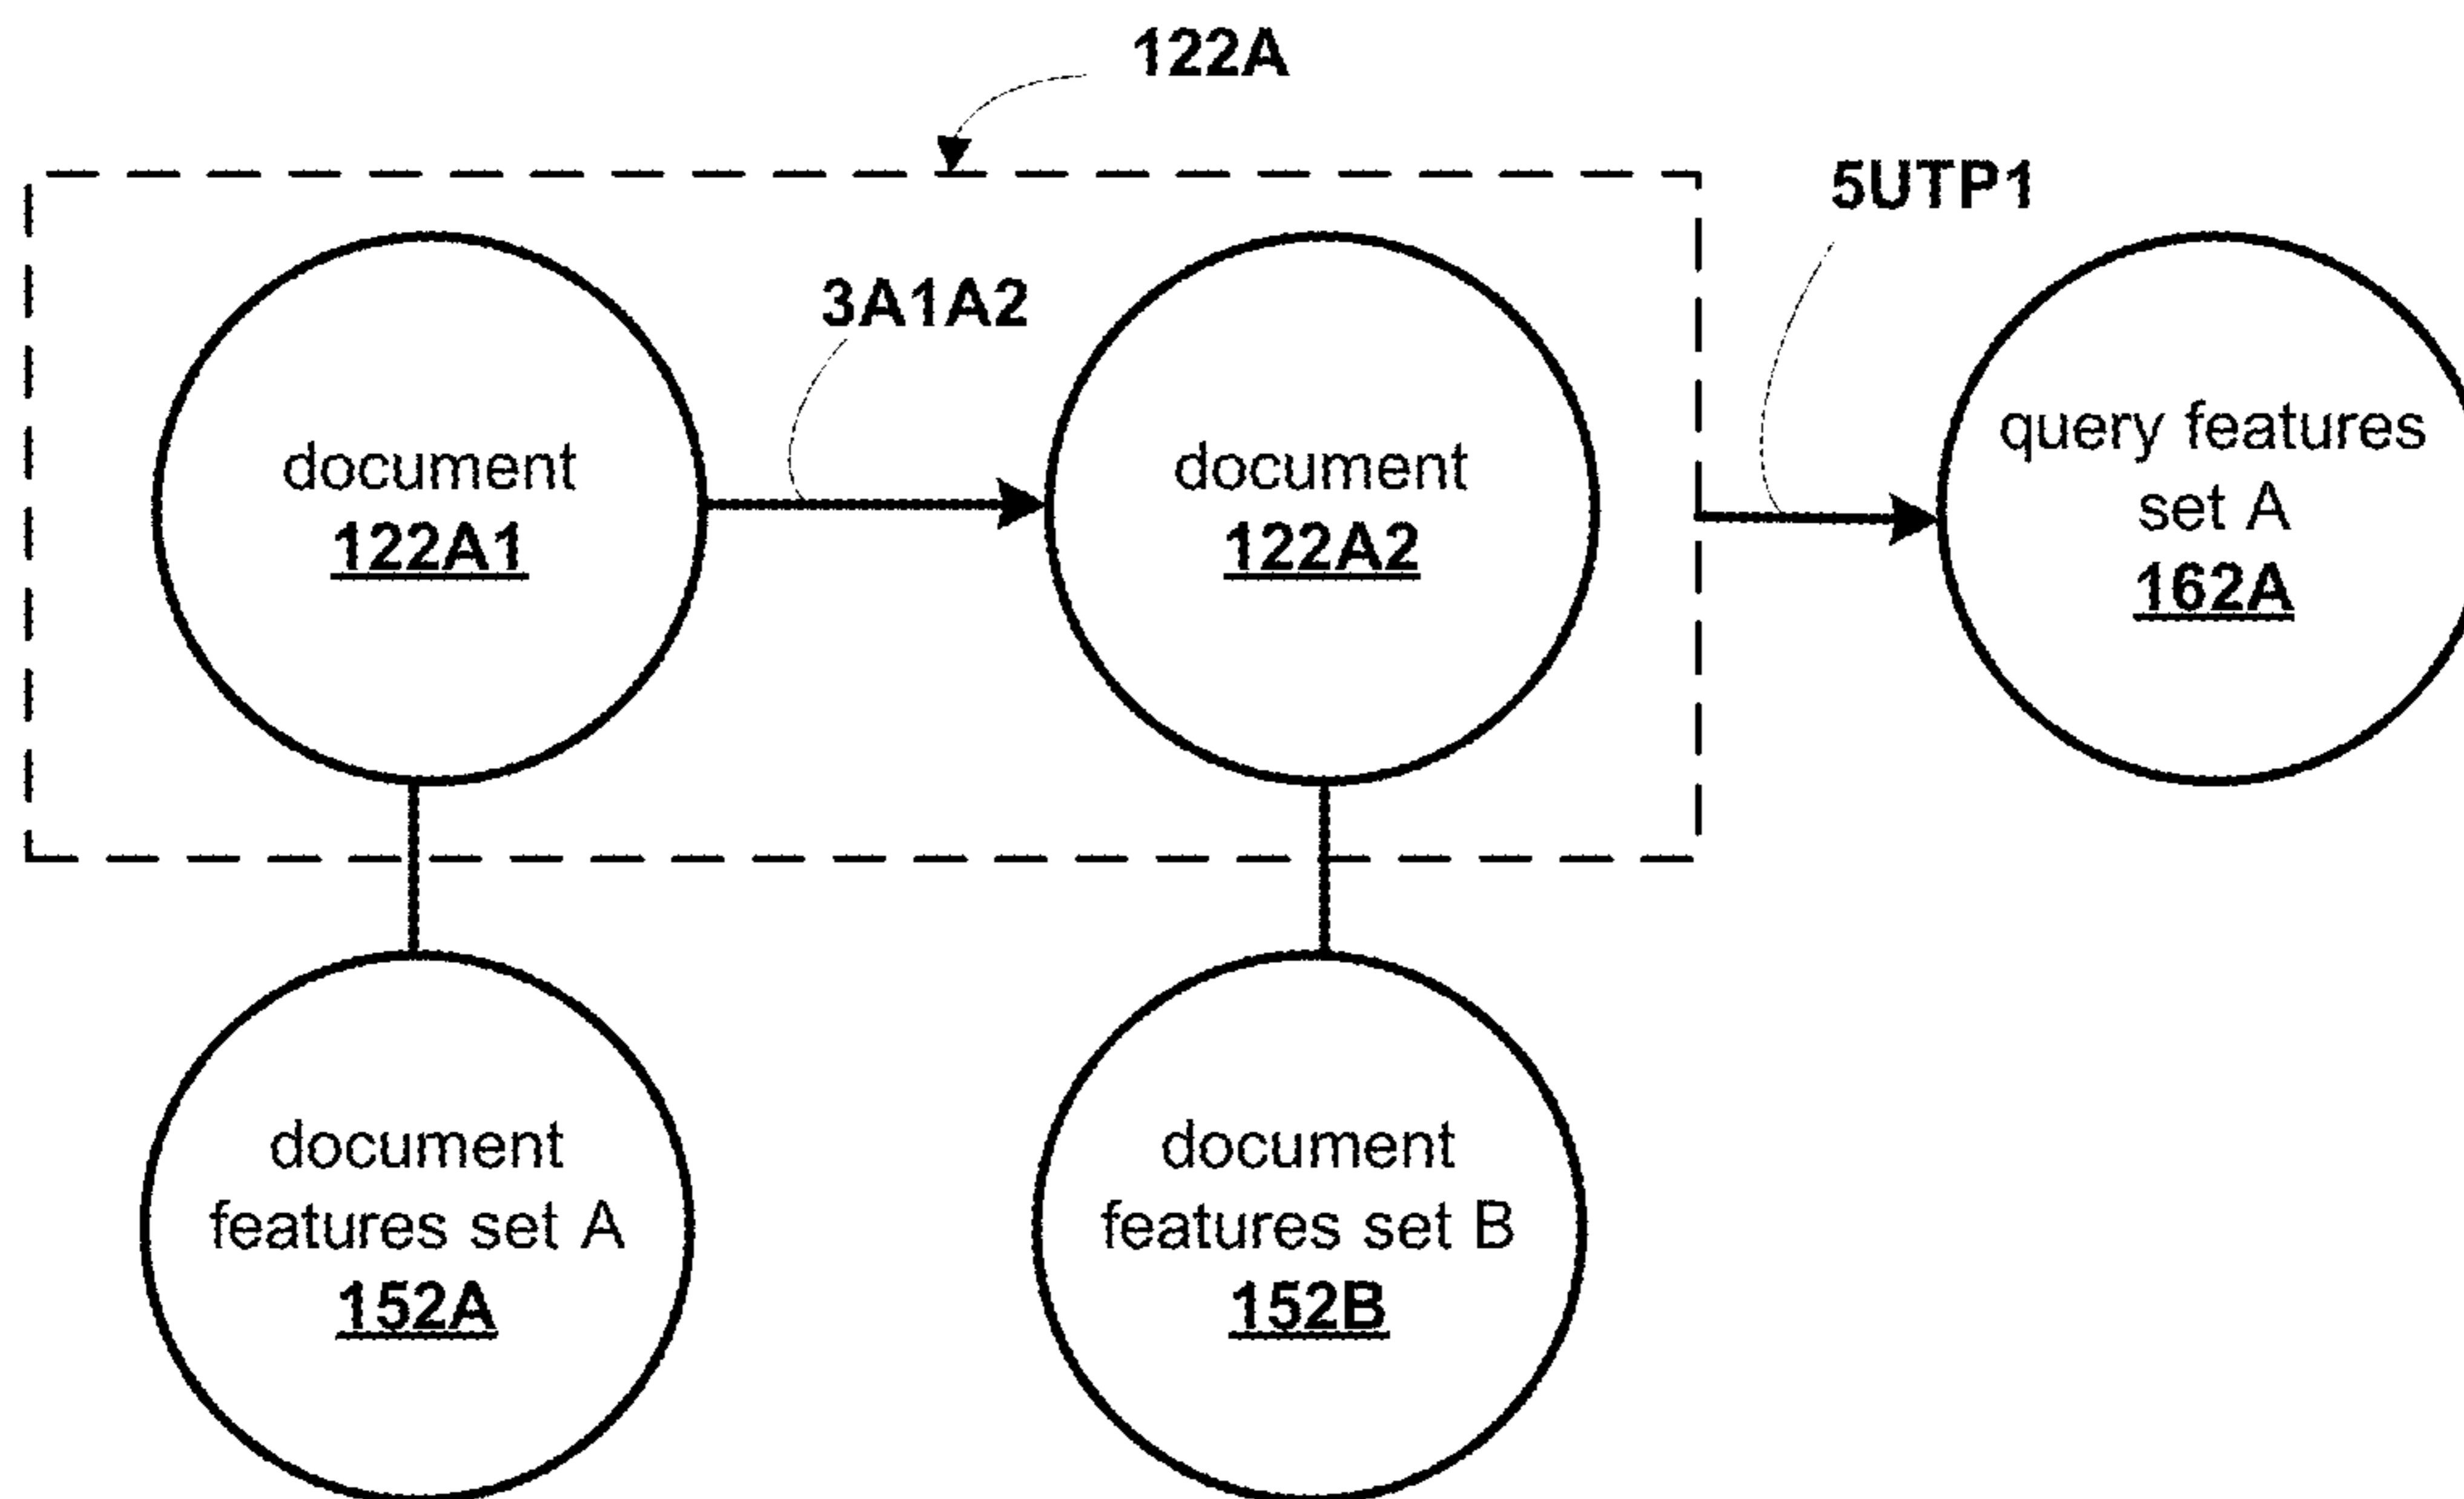 122A
5UTP1
3A1A2
document
122A1
document
122A2
query features
set A
162A
document
features set A
152A
document
features set B
152B